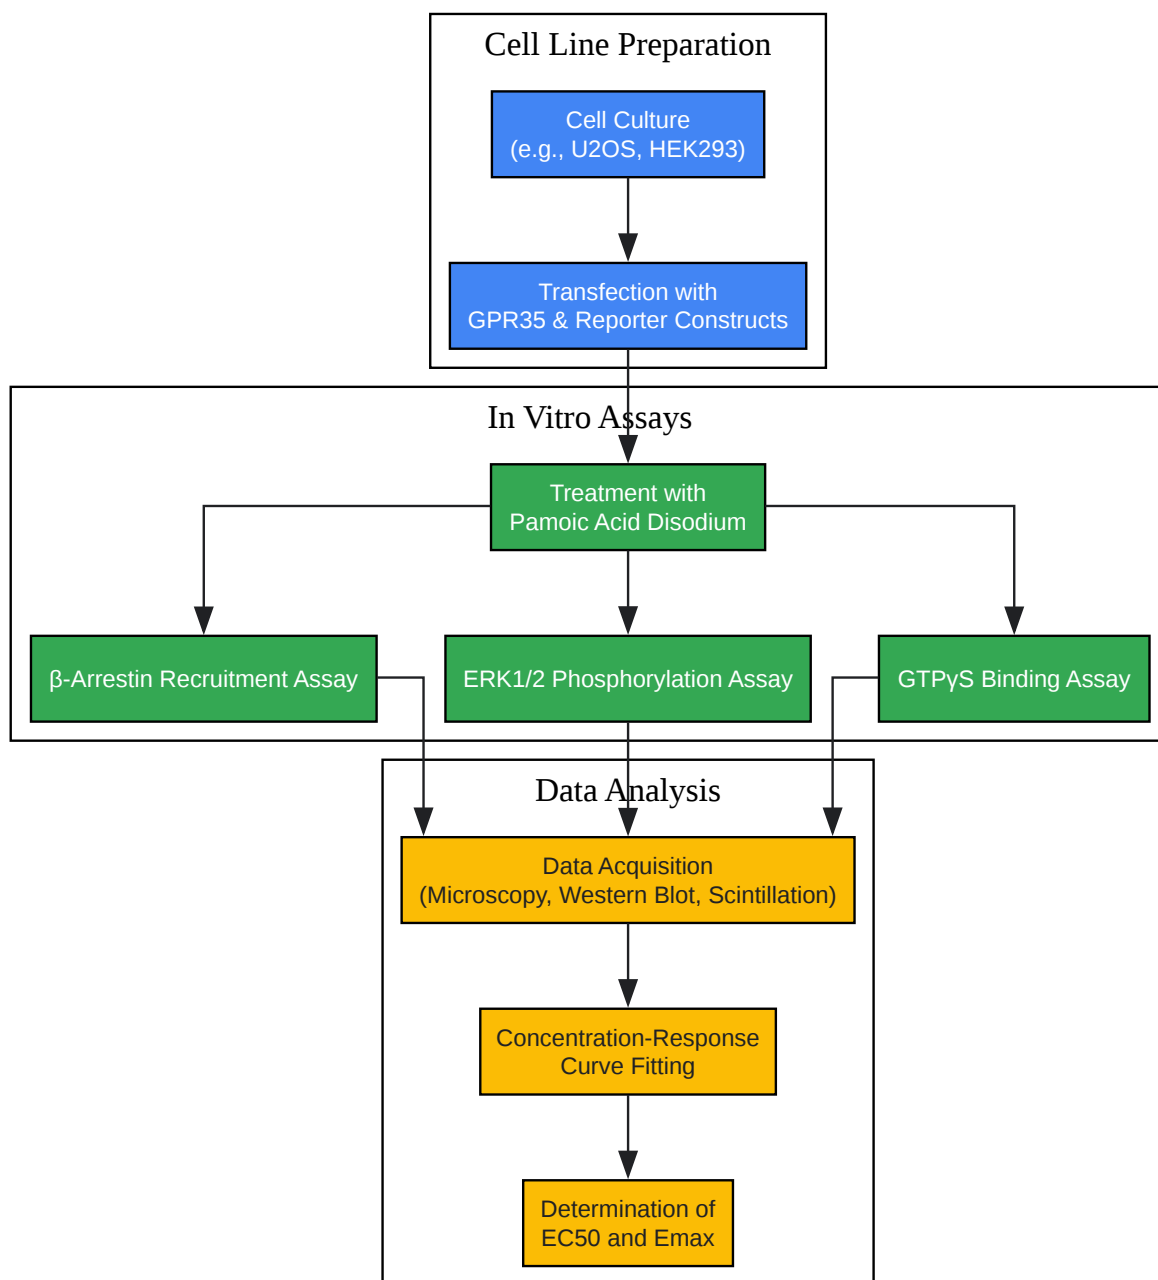 Cell Line Preparation
Cell Culture
(e.g., U2OS, HEK293)
Transfection with
GPR35 & Reporter Constructs
In Vitro Assays
Treatment with
Pamoic Acid Disodium
β-Arrestin Recruitment Assay
ERK1/2 Phosphorylation Assay
GTPγS Binding Assay
Data Analysis
Data Acquisition
(Microscopy, Western Blot, Scintillation)
Concentration-Response
Curve Fitting
Determination of
EC50 and Emax